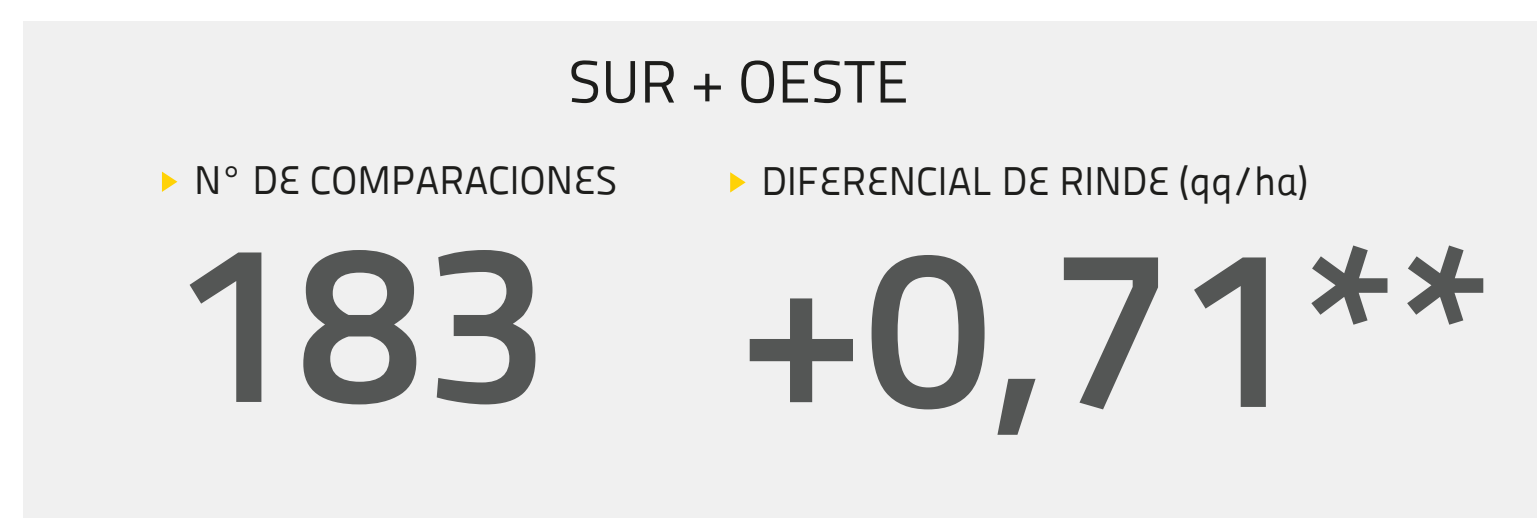 SUR + OESTE
N° DE COMPARACIONES
DIFERENCIAL DE RINDE (qq/ha)
183
+0,71**